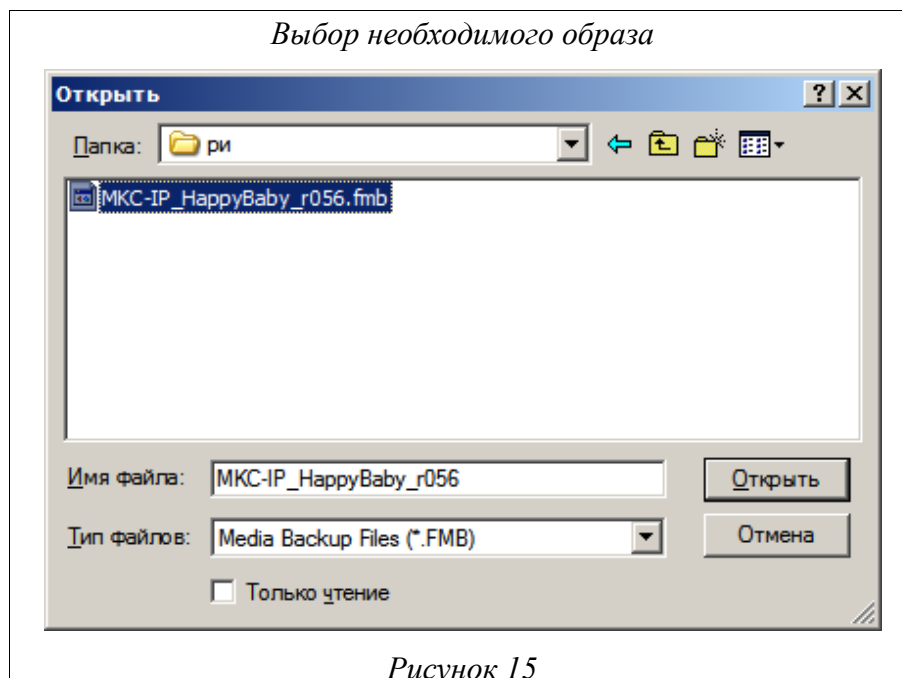 Выбор необходимого образа
Открыть
Папка: ри
MKC-IP_HappyBaby_r056.fmb
Имя файла: MKC-IP_HappyBaby_r056 Открыть
Тип файлов: Media Backup Files (*.FMB) Отмена
Только чтение
Рисунок 15